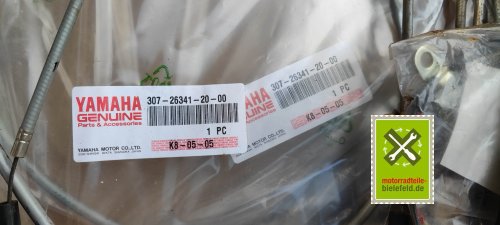 YAMAHA
GENUINE
Parts & Accessories
307-26341-20-00
1 PC
K8-05-05
YAMAHA MOTOR CO.,LTD.
307-26341-20-00
1 PC
K8-05-05
motorradteile-
bielefeld.de